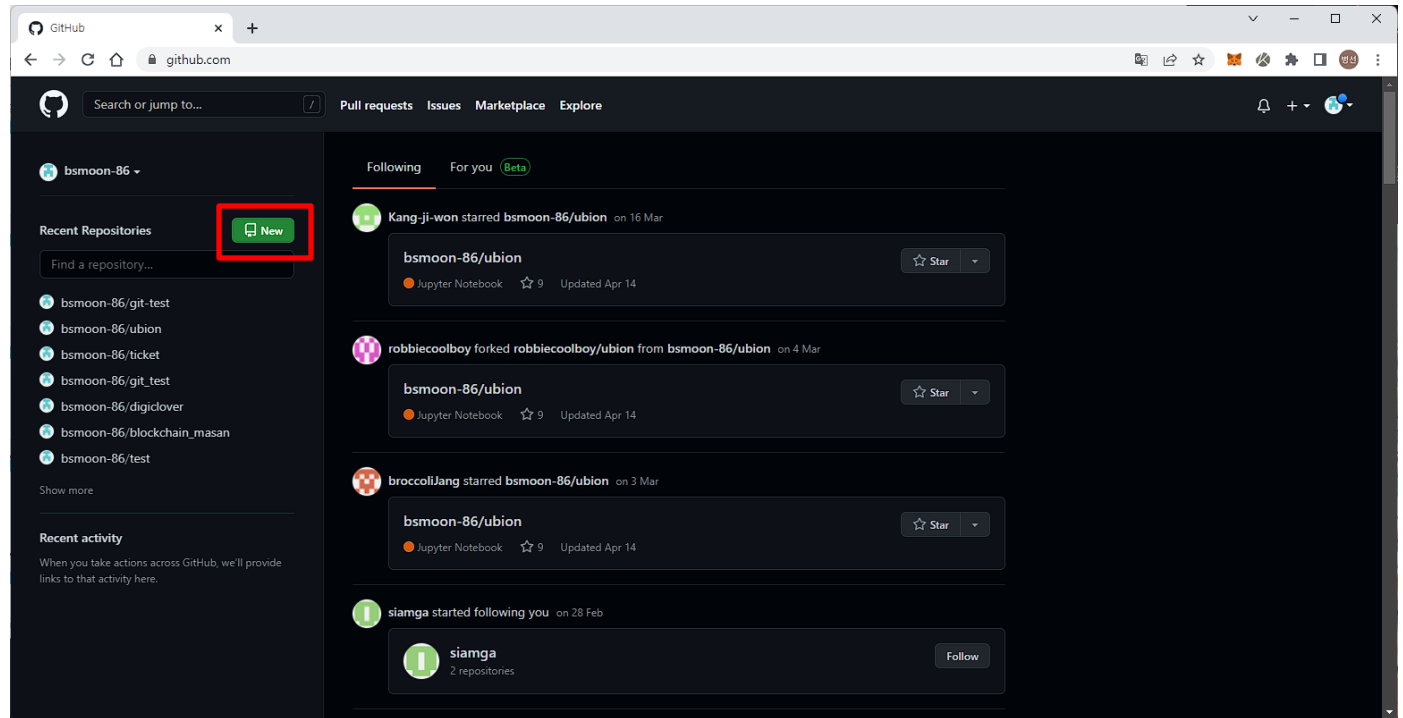 GitHub
github.com
병선
Search or jump to... /
Pull requests Issues Marketplace Explore
bsmoon-86
Recent Repositories
New
Find a repository...
bsmoon-86/git-test
bsmoon-86/ubion
bsmoon-86/ticket
bsmoon-86/git_test
bsmoon-86/digiclover
bsmoon-86/blockchain_masan
bsmoon-86/test
Show more
Recent activity
When you take actions across GitHub, we'll provide
links to that activity here.
Following For you Beta
Kang-ji-won starred bsmoon-86/ubion on 16 Mar
bsmoon-86/ubion
Star
Jupyter Notebook 9 Updated Apr 14
robbiecoolboy forked robbiecoolboy/ubion from bsmoon-86/ubion on 4 Mar
bsmoon-86/ubion
Star
Jupyter Notebook 9 Updated Apr 14
broccoliJang starred bsmoon-86/ubion on 3 Mar
bsmoon-86/ubion
Star
Jupyter Notebook 9 Updated Apr 14
siamga started following you on 28 Feb
siamga
2 repositories
Follow